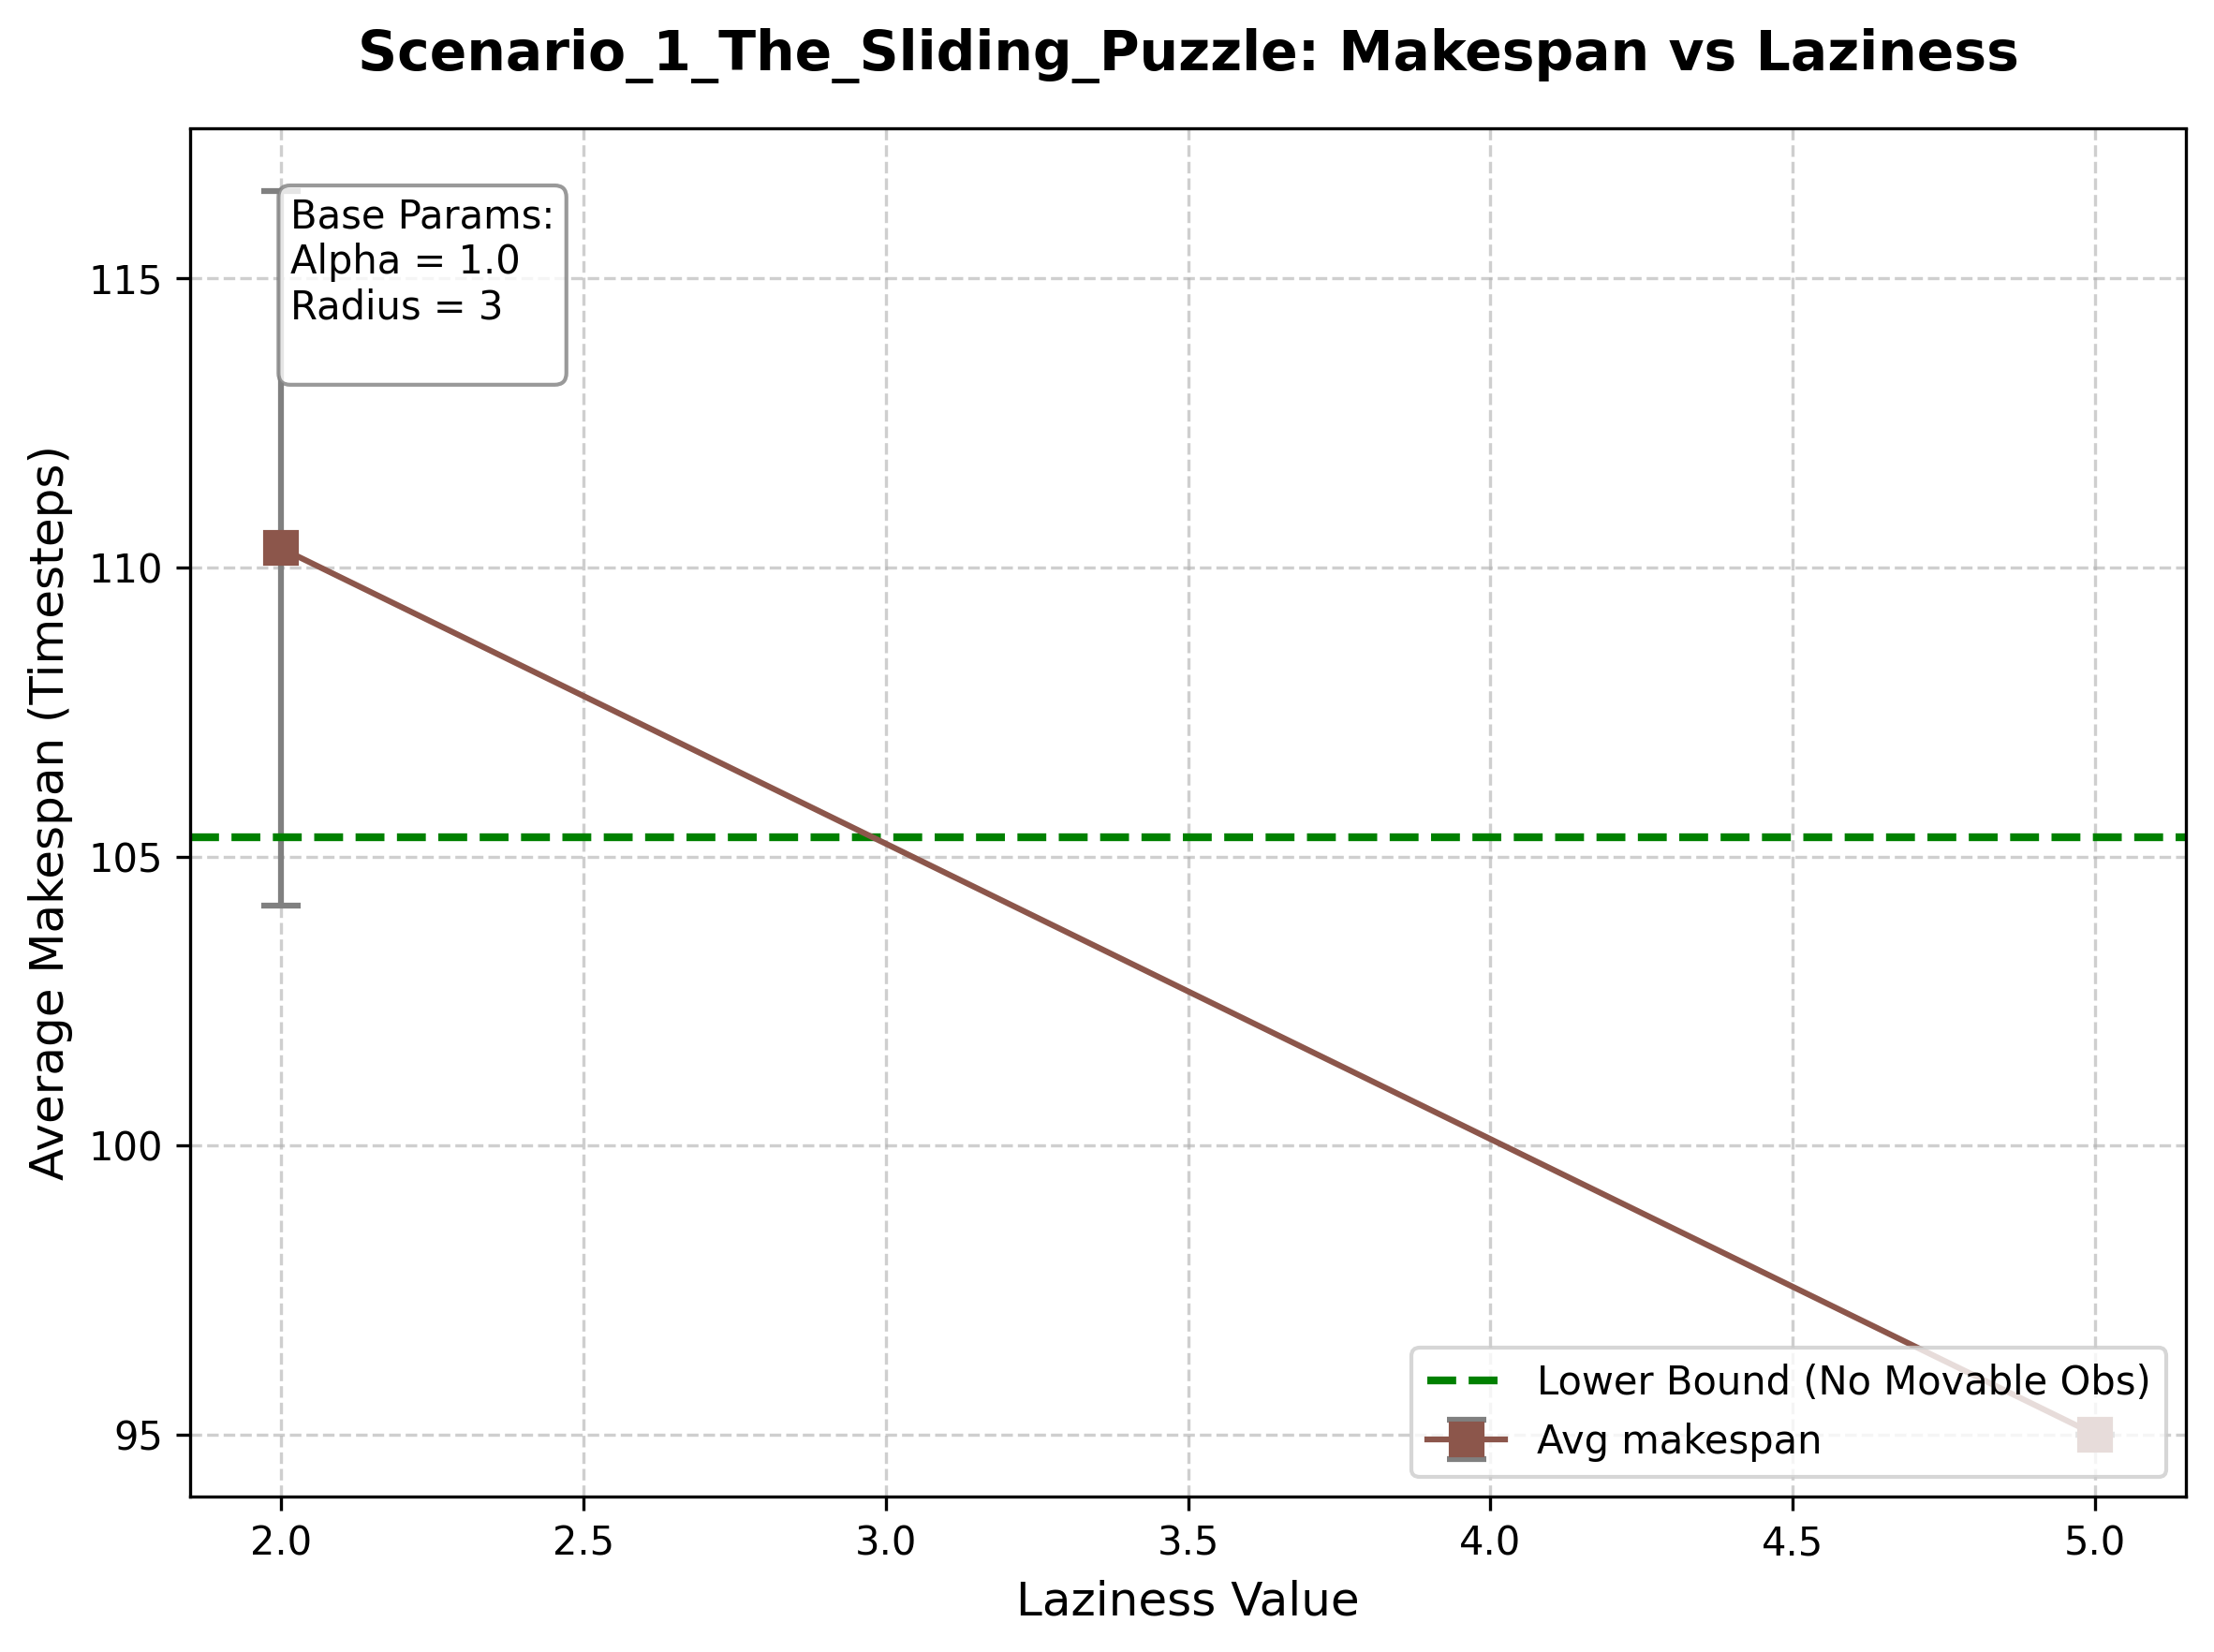 Scenario_1_The_Sliding_Puzzle: Makespan vs Laziness
Base Params:
Alpha = 1.0
Radius = 3
Average Makespan (Timesteps)
115
110
105
100
95
Lower Bound (No Movable Obs)
Avg makespan
2.0 2.5 3.0 3.5 4.0 4.5 5.0
Laziness Value